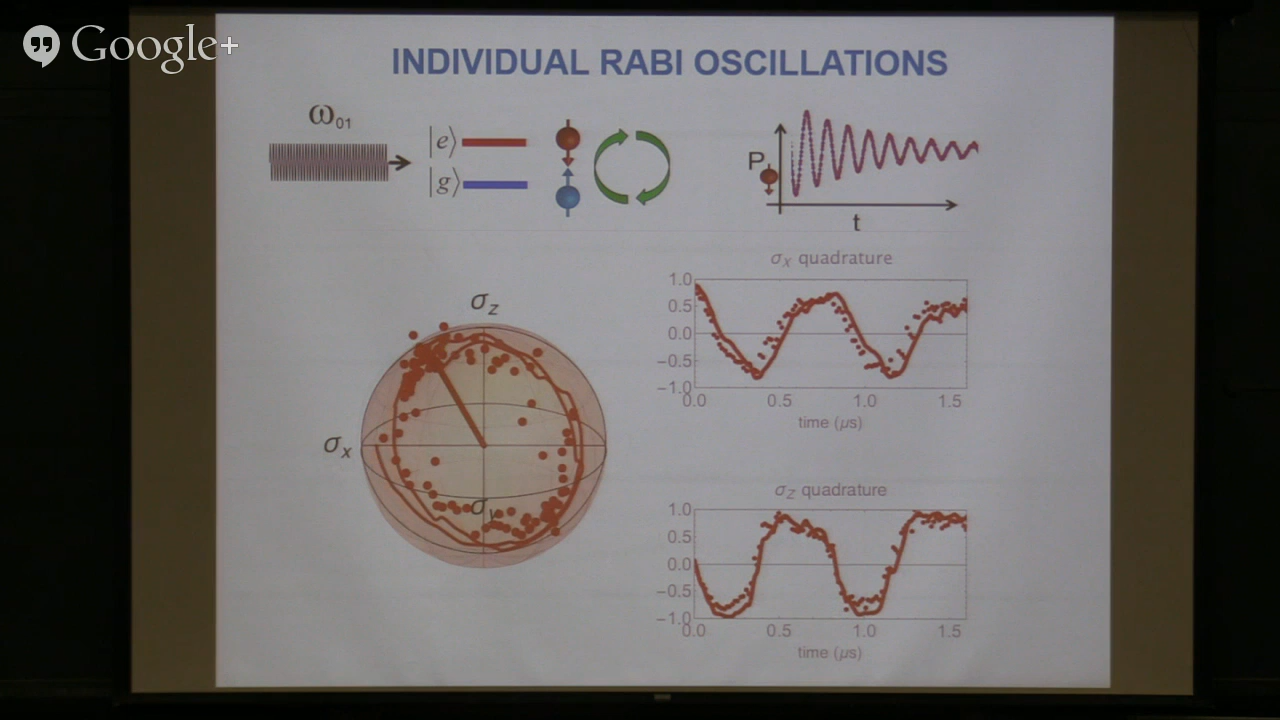 Google+
INDIVIDUAL RABI OSCILLATIONS
ω01
|e⟩
|g⟩
P
t
σx quadrature
1.0
0.5
0.0
−0.5
−1.0
0.0 0.5 1.0 1.5
time (μs)
σz
σx
σy
σz quadrature
1.0
0.5
0.0
−0.5
−1.0
0.0 0.5 1.0 1.5
time (μs)